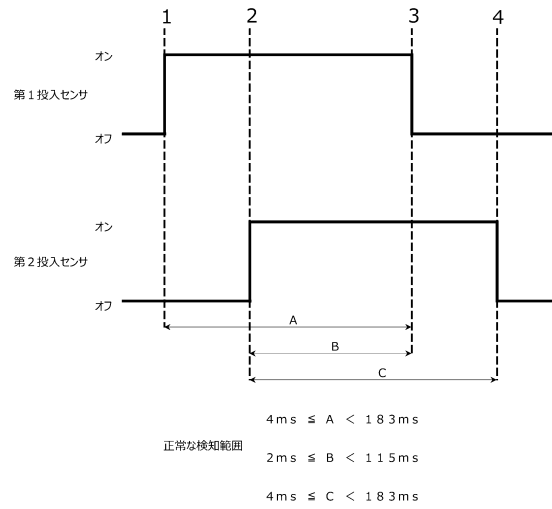 1 2 3 4
オン
第１投入センサ
オフ
オン
第２投入センサ
オフ
A
B
C
4ms ≦ A ＜ 183ms
正常な検知範囲
2ms ≦ B ＜ 115ms
4ms ≦ C ＜ 183ms